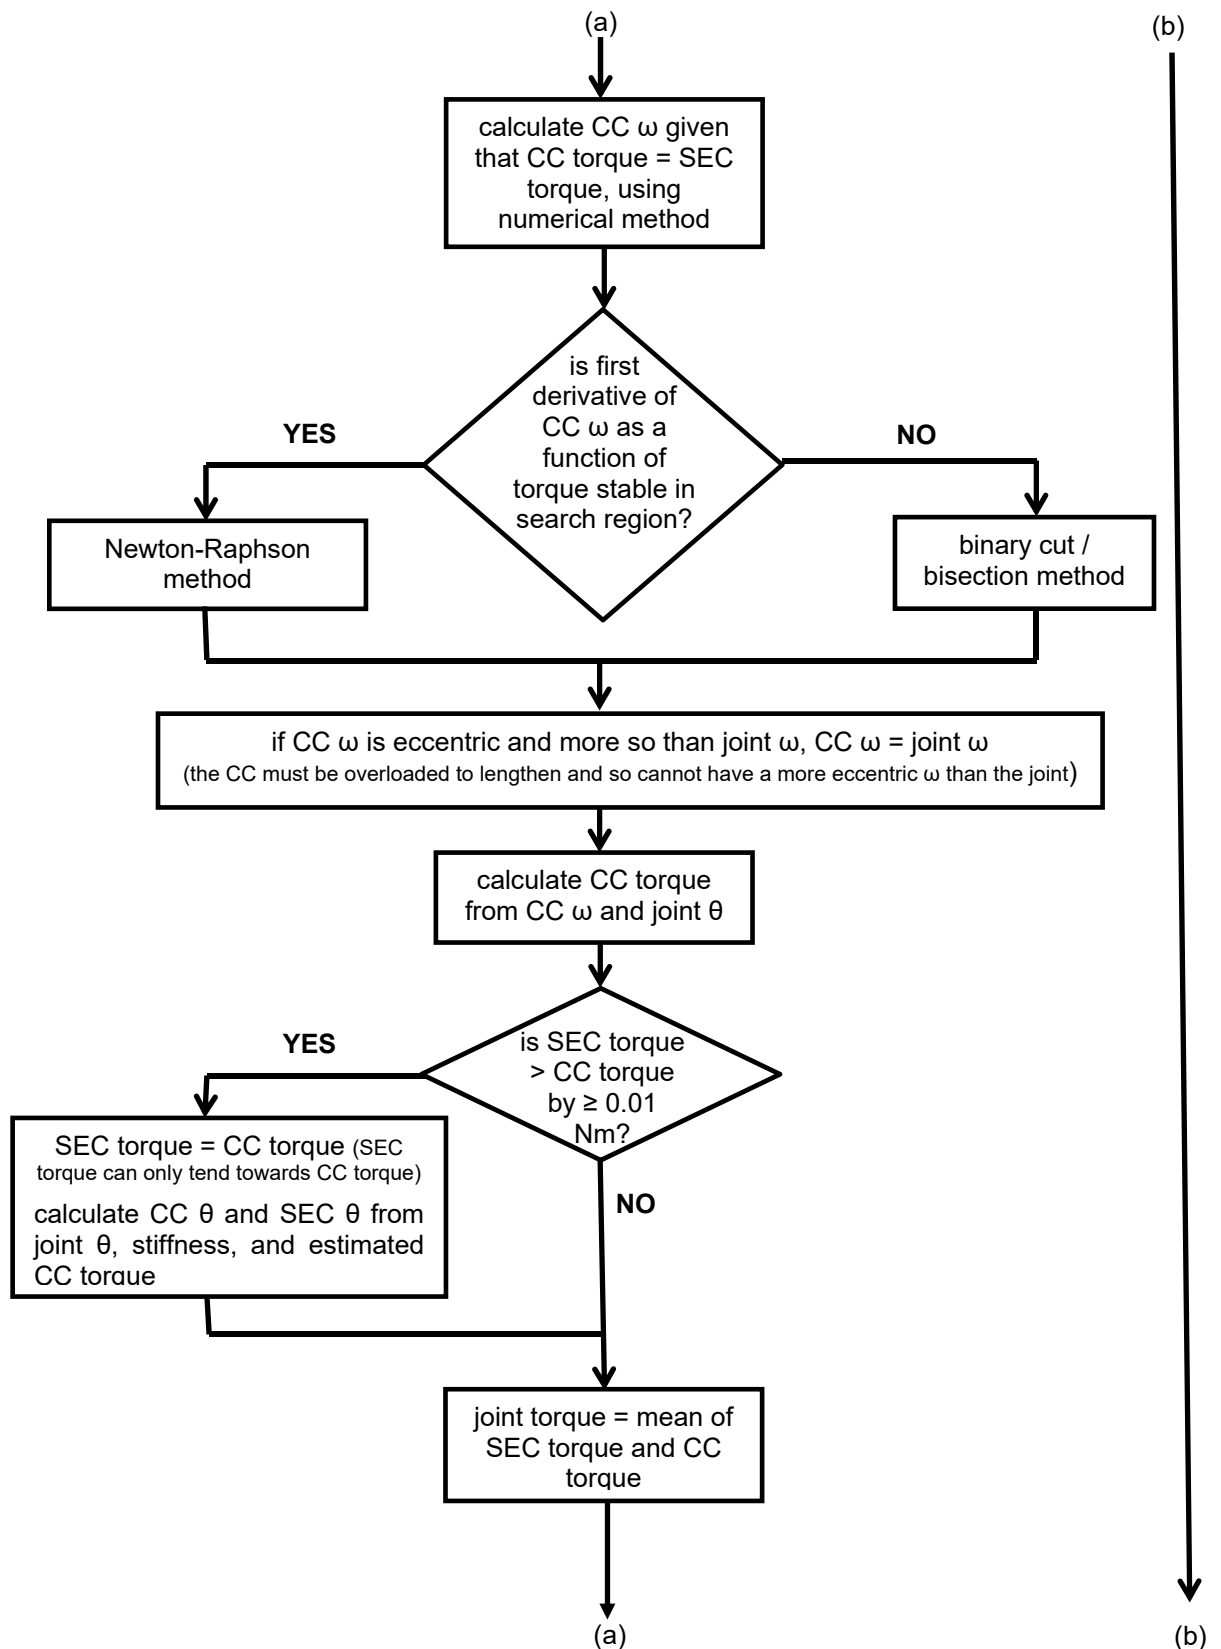 (a)
(b)
calculate CC ω given
that CC torque = SEC
torque, using
numerical method
is first
derivative of
CC ω as a
function of
torque stable in
search region?
YES
NO
Newton-Raphson
method
binary cut /
bisection method
if CC ω is eccentric and more so than joint ω, CC ω = joint ω
(the CC must be overloaded to lengthen and so cannot have a more eccentric ω than the joint)
calculate CC torque
from CC ω and joint θ
is SEC torque
> CC torque
by ≥ 0.01
Nm?
YES
NO
SEC torque = CC torque (SEC
torque can only tend towards CC torque)
calculate CC θ and SEC θ from
joint θ, stiffness, and estimated
CC torque
joint torque = mean of
SEC torque and CC
torque
(a)
(b)